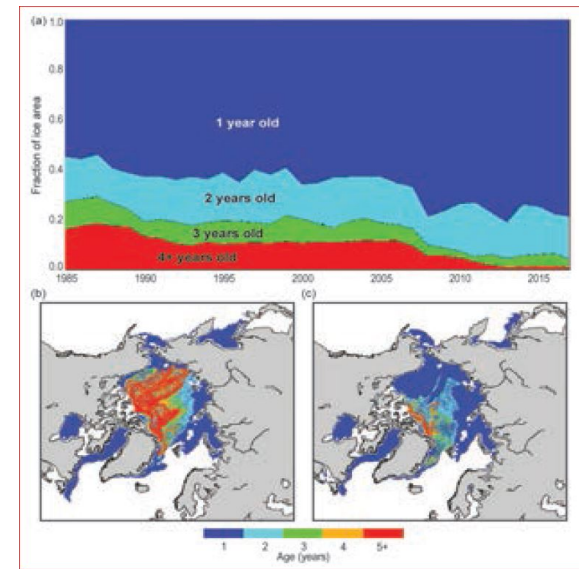 (a)
1.0
0.8
0.6
0.4
0.2
0.0
Fraction of ice area
1 year old
2 years old
3 years old
4+ years old
1985 1990 1995 2000 2005 2010 2015
(b) (c)
1 2 3 4 5+
Age (years)